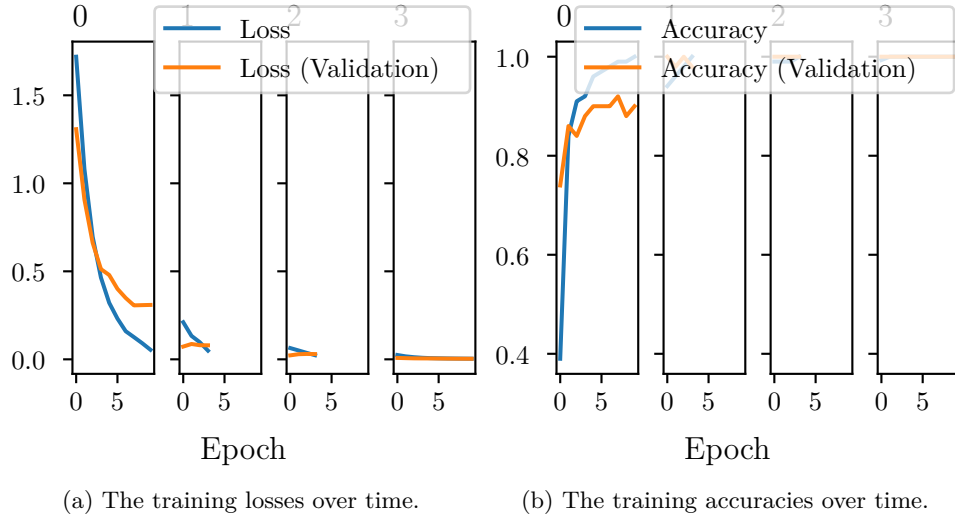 0 1 2 3
Loss
Loss (Validation)
1.5
1.0
0.5
0.0
0 5 0 5 0 5 0 5
Epoch
(a) The training losses over time.
0 1 2 3
Accuracy
Accuracy (Validation)
1.0
0.8
0.6
0.4
0 5 0 5 0 5 0 5
Epoch
(b) The training accuracies over time.